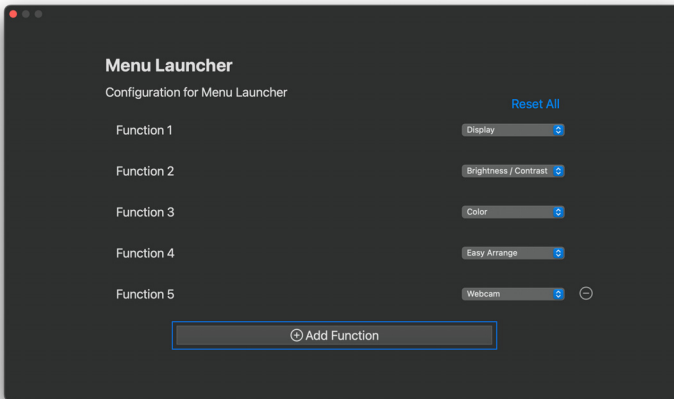 Menu Launcher
Configuration for Menu Launcher
Reset All
Function 1 Display
Function 2 Brightness / Contrast
Function 3 Color
Function 4 Easy Arrange
Function 5 Webcam
Add Function